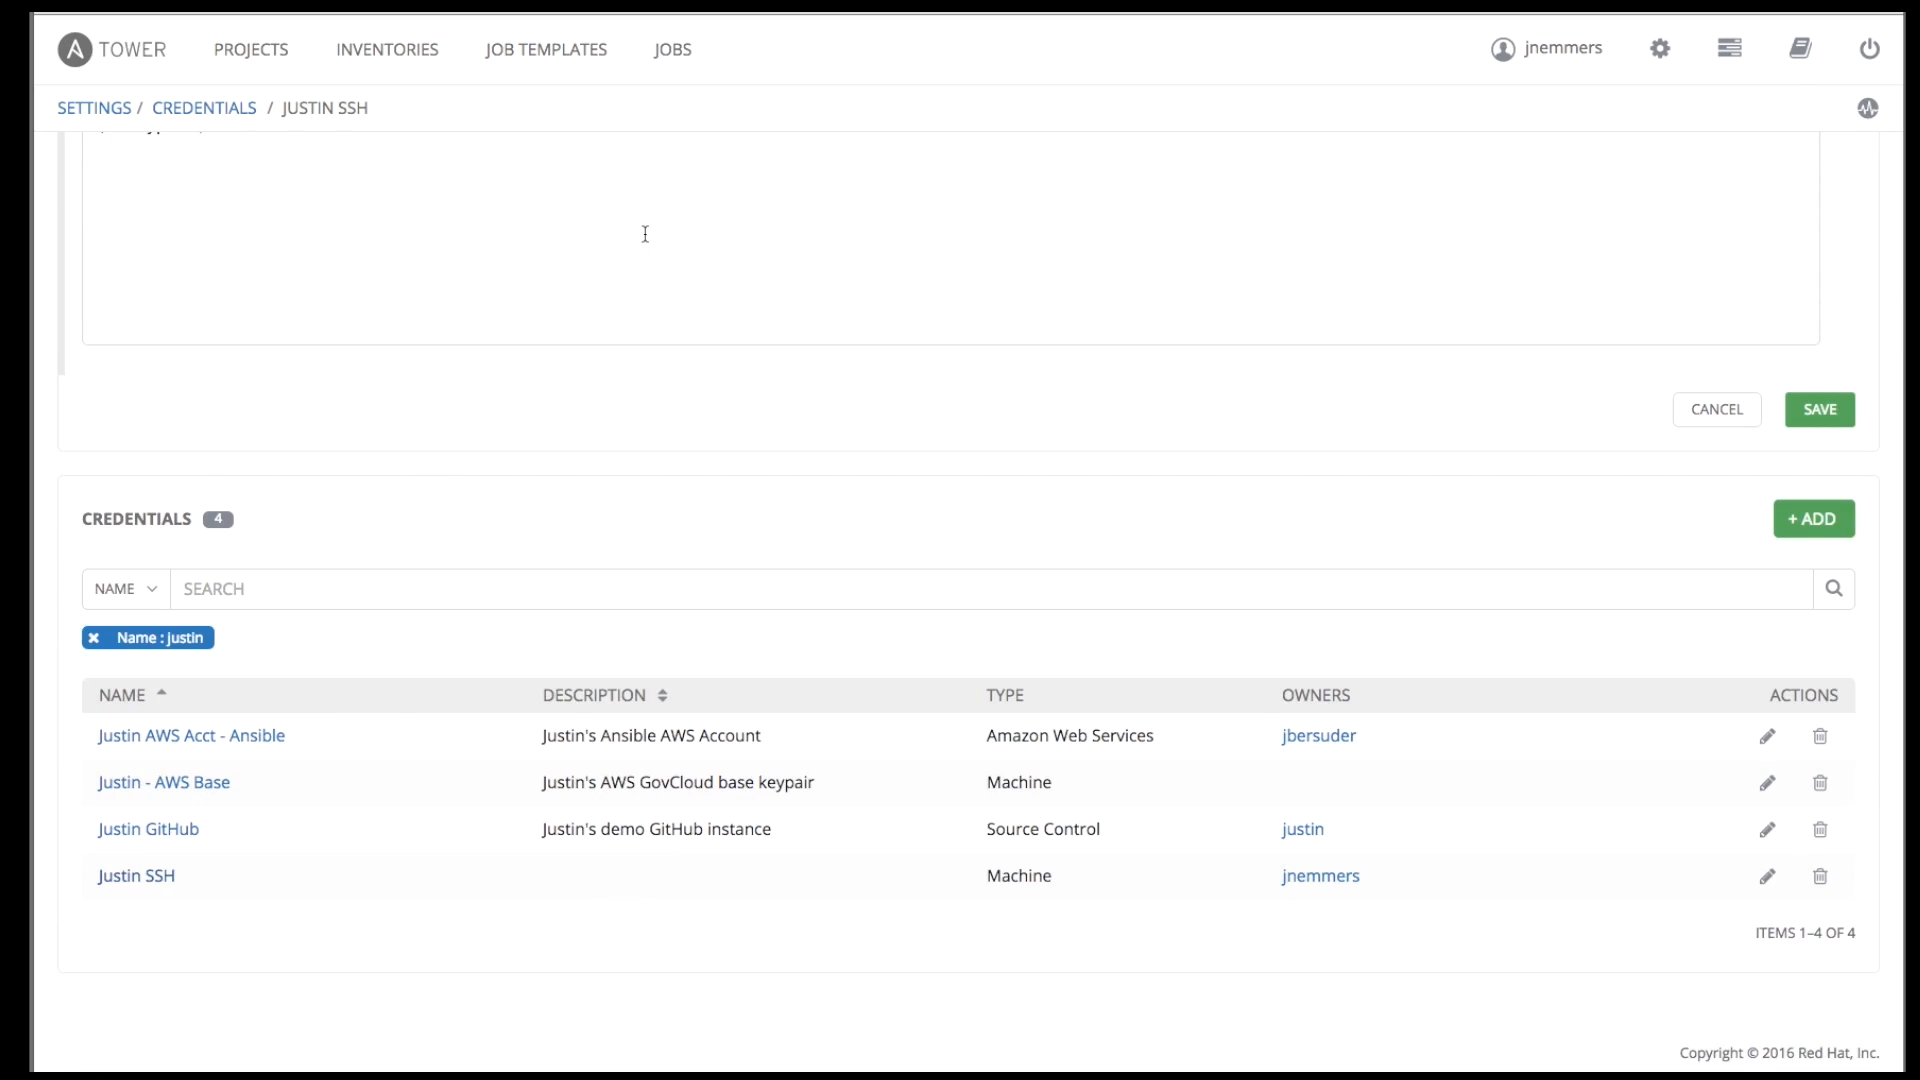 TOWER PROJECTS INVENTORIES JOB TEMPLATES JOBS jnemmers
SETTINGS / CREDENTIALS / JUSTIN SSH
CANCEL SAVE
CREDENTIALS 4 + ADD
NAME SEARCH
Name : justin
NAME DESCRIPTION TYPE OWNERS ACTIONS
Justin AWS Acct - Ansible Justin's Ansible AWS Account Amazon Web Services jbersuder
Justin - AWS Base Justin's AWS GovCloud base keypair Machine
Justin GitHub Justin's demo GitHub instance Source Control justin
Justin SSH Machine jnemmers
ITEMS 1–4 OF 4
Copyright © 2016 Red Hat, Inc.